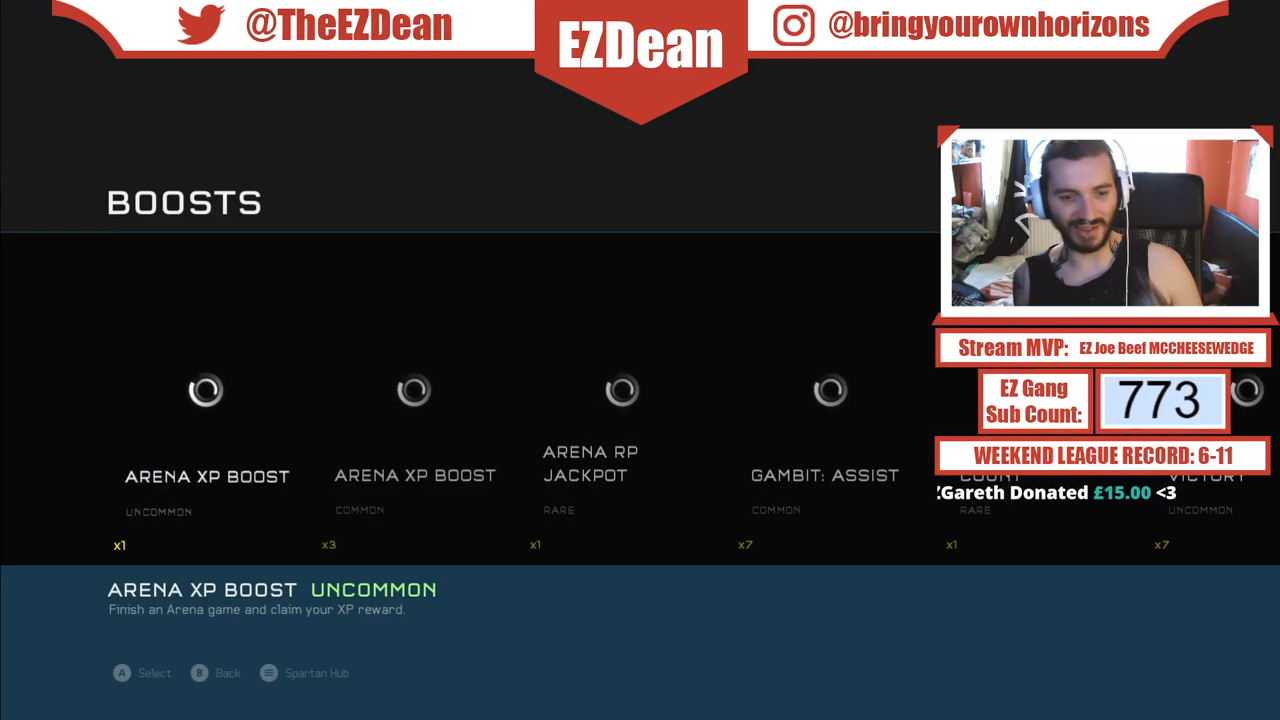 @TheEZDean
EZDean
@bringyourownhorizons
BOOSTS
Stream MVP: EZ Joe Beef MCCHEESEWEDGE
EZ Gang
Sub Count:
773
WEEKEND LEAGUE RECORD: 6-11
Gareth Donated £15.00 <3
ARENA XP BOOST
UNCOMMON
x1
ARENA XP BOOST
COMMON
x3
ARENA RP
JACKPOT
RARE
x1
GAMBIT: ASSIST
COMMON
x7
COUNT
RARE
x1
VICTORY
UNCOMMON
x7
ARENA XP BOOST UNCOMMON
Finish an Arena game and claim your XP reward.
A Select B Back Spartan Hub